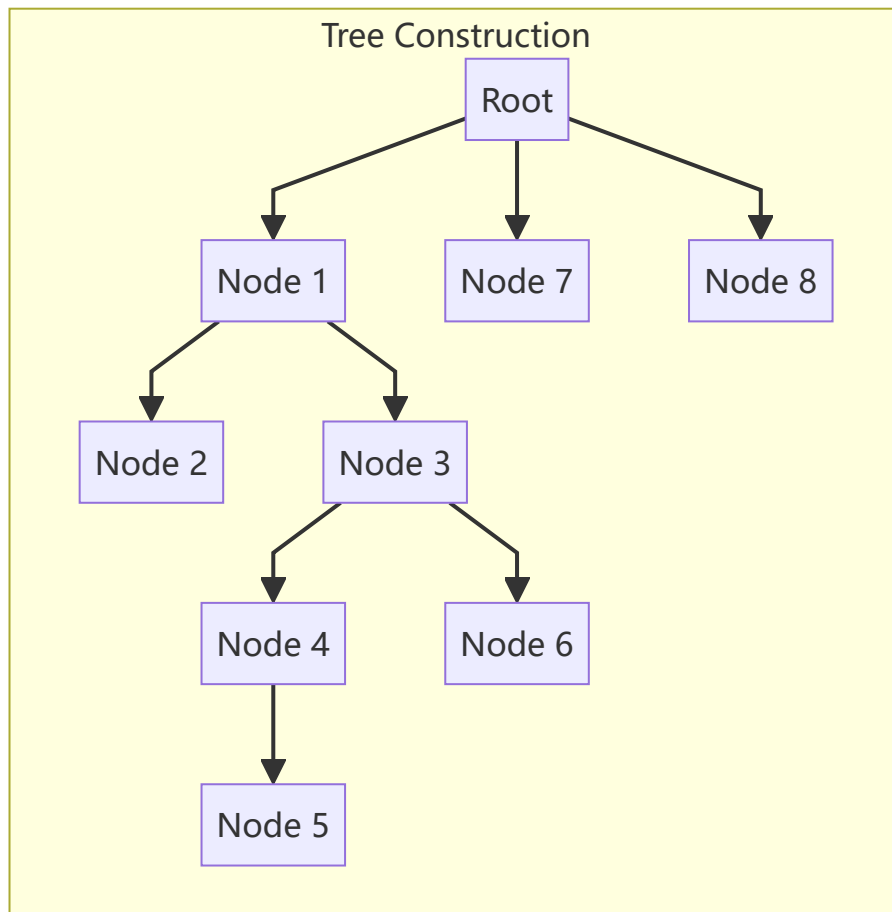 Tree Construction
Root
Node 1
Node 7
Node 8
Node 2
Node 3
Node 4
Node 6
Node 5